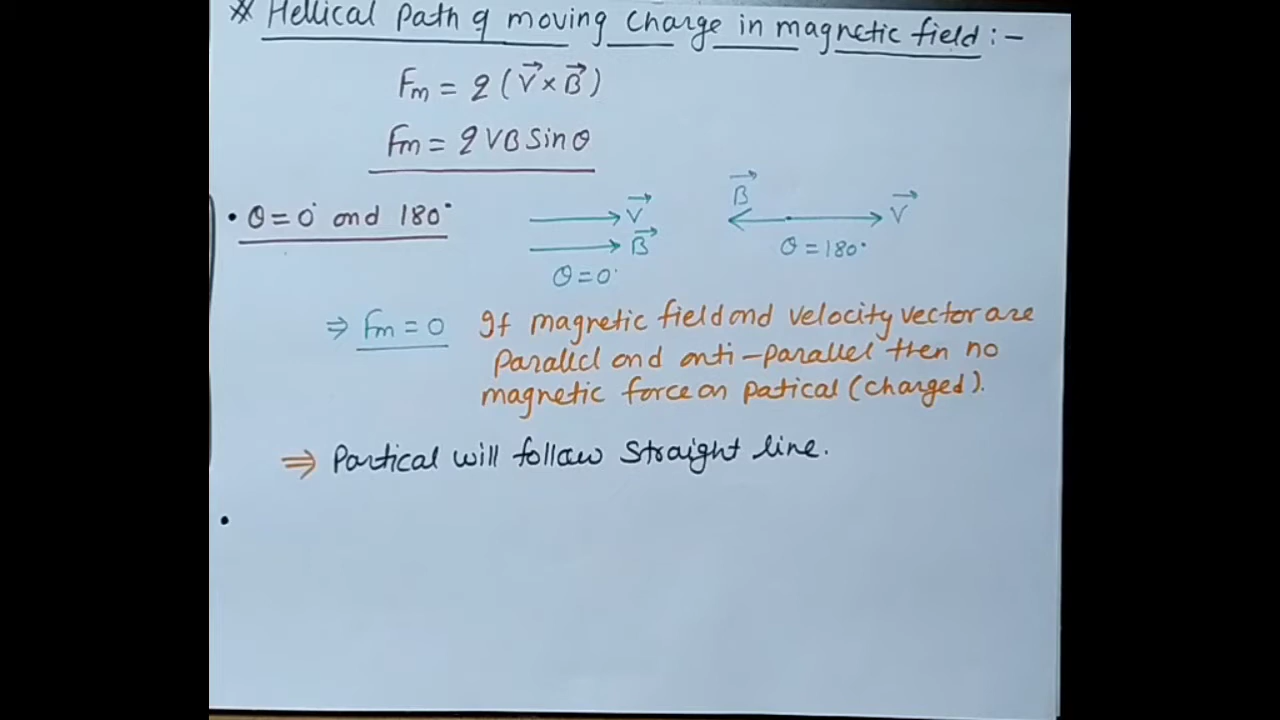 * Hellical Path of moving charge in magnetic field :-
Fm = q (V⃗ × B⃗)
Fm = qVB Sinθ
• θ = 0° and 180°
V⃗
B⃗
θ = 0°
B⃗
V⃗
θ = 180°
⇒ Fm = 0 If magnetic field and velocity vector are
Parallel and anti-parallel then no
magnetic force on patical (charged).
⇒ Partical will follow straight line.
•